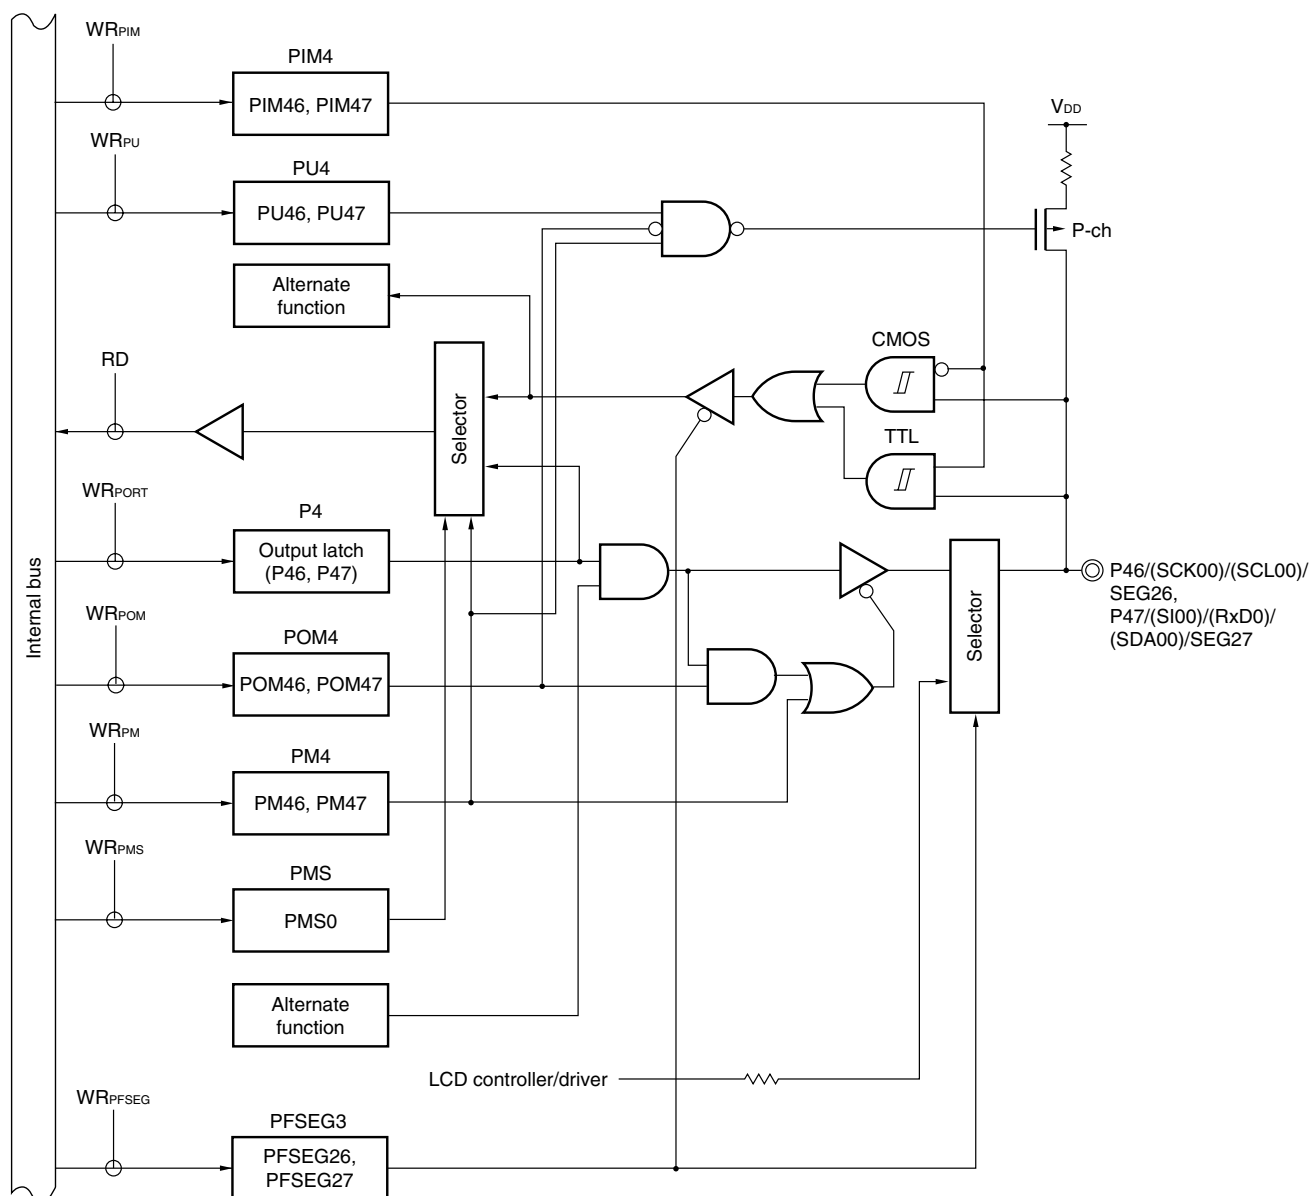 WRPIM
PIM4
PIM46, PIM47
VDD
WRPU
PU4
PU46, PU47
P-ch
Alternate
function
CMOS
RD
Selector
TTL
WRPORT
P4
Output latch
(P46, P47)
Internal bus
Selector
P46/(SCK00)/(SCL00)/
SEG26,
P47/(SI00)/(RxD0)/
(SDA00)/SEG27
WRPOM
POM4
POM46, POM47
WRPM
PM4
PM46, PM47
WRPMS
PMS
PMS0
Alternate
function
LCD controller/driver
WRPFSEG
PFSEG3
PFSEG26,
PFSEG27